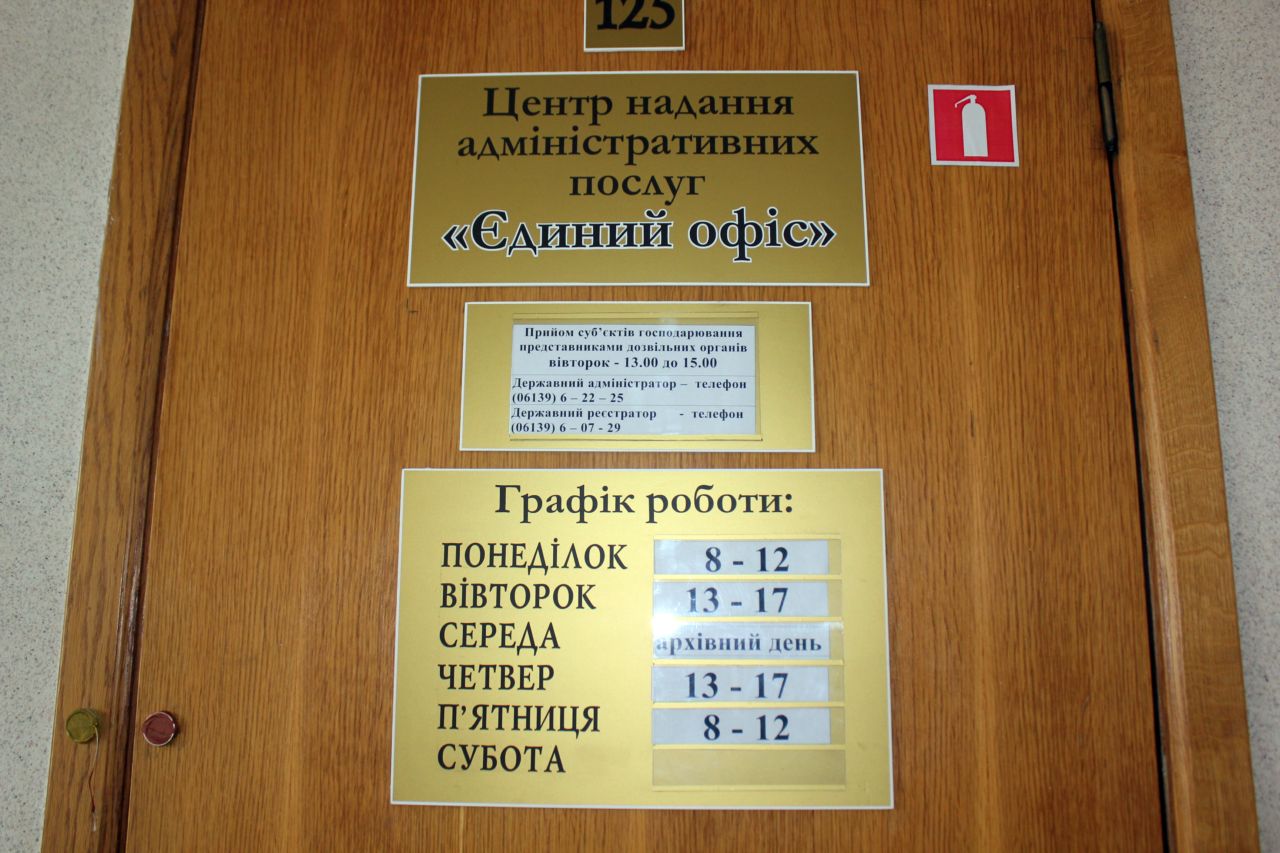 125
Центр надання
адміністративних
послуг
«Єдиний офіс»
Прийом суб’єктів господарювання
представниками дозвільних органів
вівторок - 13.00 до 15.00
Державний адміністратор – телефон
(06139) 6 – 22 – 25
Державний реєстратор - телефон
(06139) 6 – 07 - 29
Графік роботи:
ПОНЕДІЛОК 8 - 12
ВІВТОРОК 13 - 17
СЕРЕДА архівний день
ЧЕТВЕР 13 - 17
П’ЯТНИЦЯ 8 - 12
СУБОТА